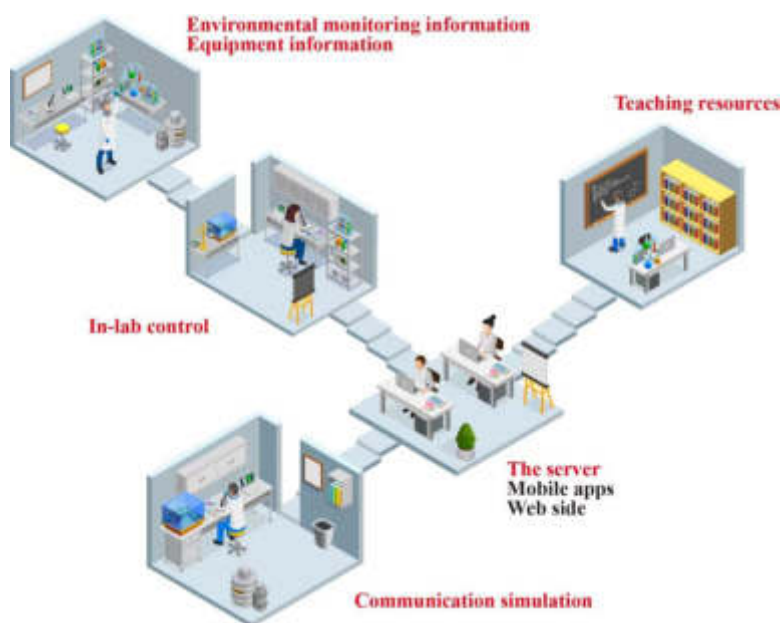 Environmental monitoring information
Equipment information
Teaching resources
In-lab control
The server
Mobile apps
Web side
Communication simulation